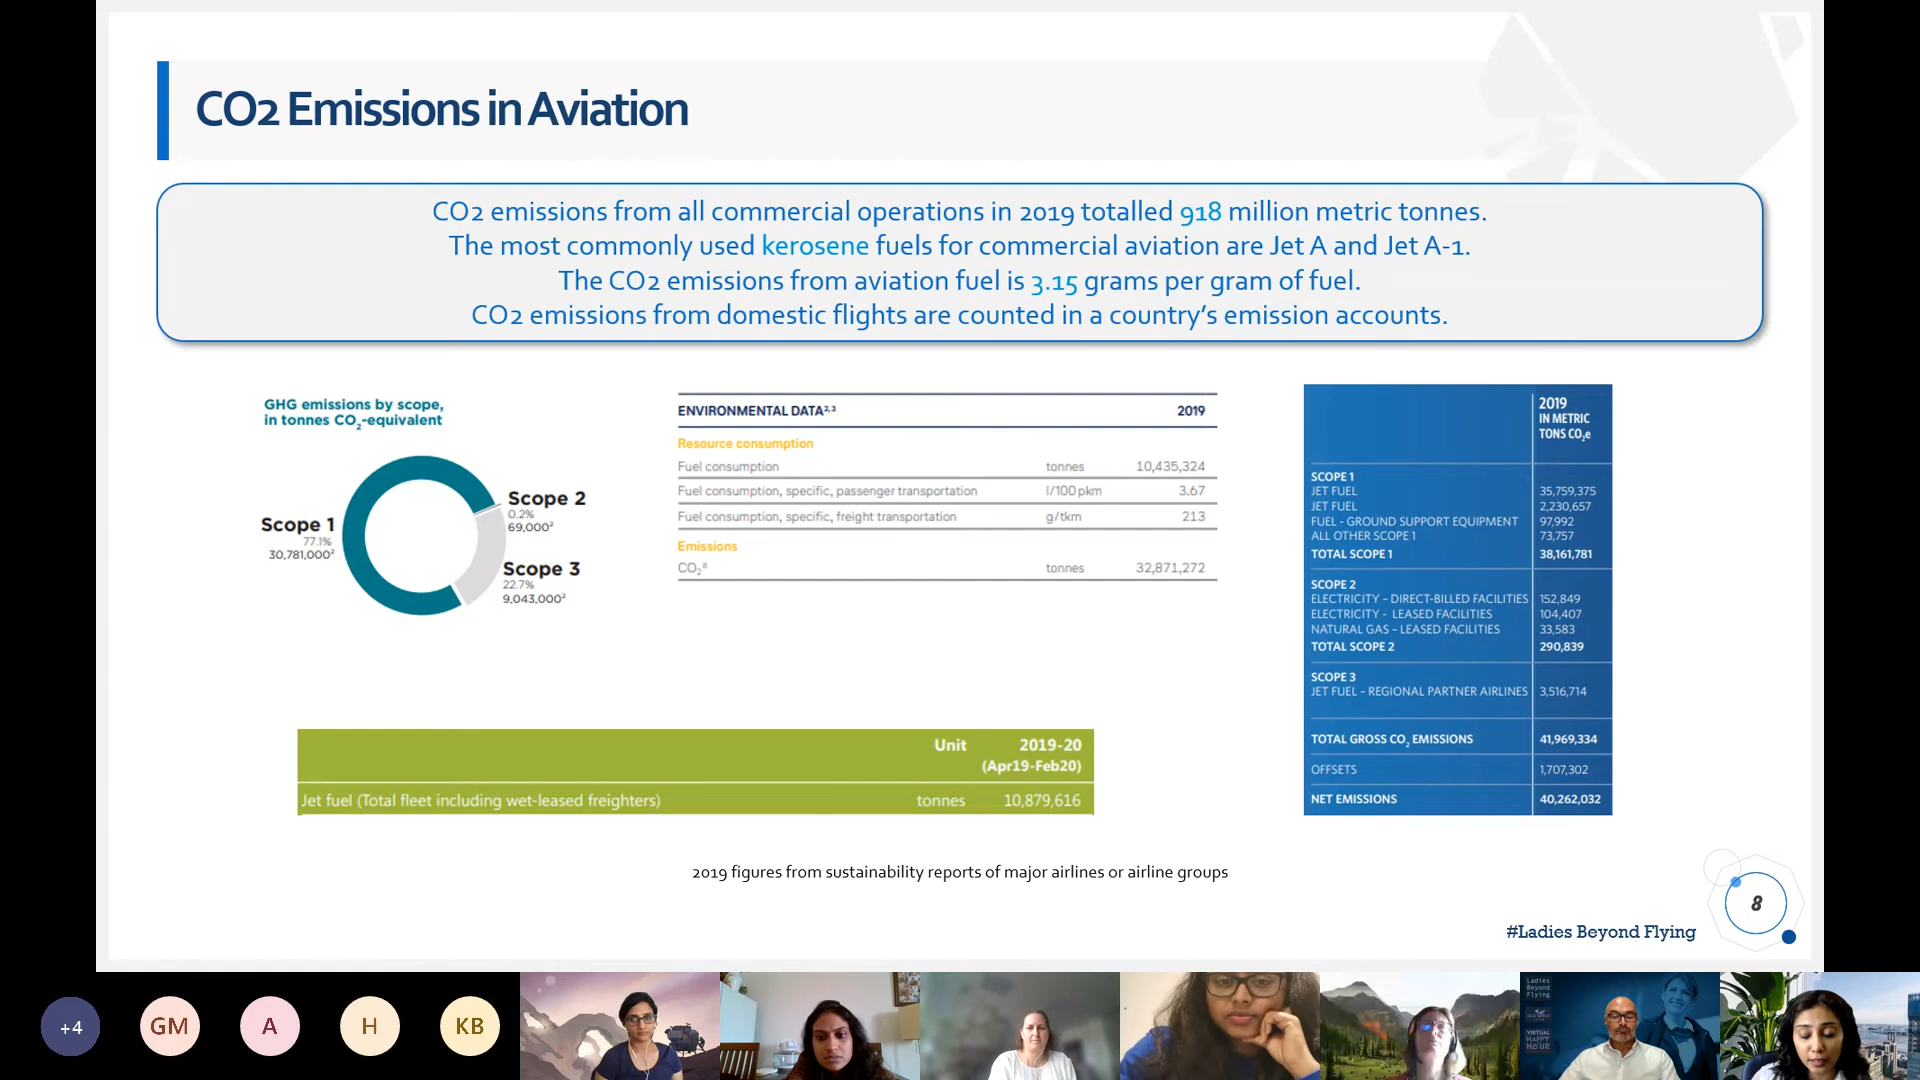 CO2 Emissions in Aviation
CO2 emissions from all commercial operations in 2019 totalled 918 million metric tonnes.
The most commonly used kerosene fuels for commercial aviation are Jet A and Jet A-1.
The CO2 emissions from aviation fuel is 3.15 grams per gram of fuel.
CO2 emissions from domestic flights are counted in a country's emission accounts.
GHG emissions by scope,
in tonnes CO₂-equivalent
Scope 1
77.1%
30,781,000²
Scope 2
0.2%
69,000²
Scope 3
22.7%
9,043,000²
ENVIRONMENTAL DATA²,³ 2019
Resource consumption
Fuel consumption tonnes 10,435,324
Fuel consumption, specific, passenger transportation l/100 pkm 3.67
Fuel consumption, specific, freight transportation g/tkm 213
Emissions
CO₂⁸ tonnes 32,871,272
Unit 2019-20
(Apr19-Feb20)
Jet fuel (Total fleet including wet-leased freighters) tonnes 10,879,616
2019
IN METRIC
TONS CO₂e
SCOPE 1
JET FUEL 35,759,375
JET FUEL 2,230,657
FUEL - GROUND SUPPORT EQUIPMENT 97,992
ALL OTHER SCOPE 1 73,757
TOTAL SCOPE 1 38,161,781
SCOPE 2
ELECTRICITY – DIRECT-BILLED FACILITIES 152,849
ELECTRICITY - LEASED FACILITIES 104,407
NATURAL GAS – LEASED FACILITIES 33,583
TOTAL SCOPE 2 290,839
SCOPE 3
JET FUEL – REGIONAL PARTNER AIRLINES 3,516,714
TOTAL GROSS CO₂ EMISSIONS 41,969,334
OFFSETS 1,707,302
NET EMISSIONS 40,262,032
2019 figures from sustainability reports of major airlines or airline groups
8
#Ladies Beyond Flying
+4
GM
A
H
KB
Ladies
Beyond
Flying
VIRTUAL
HAPPY
HOUR